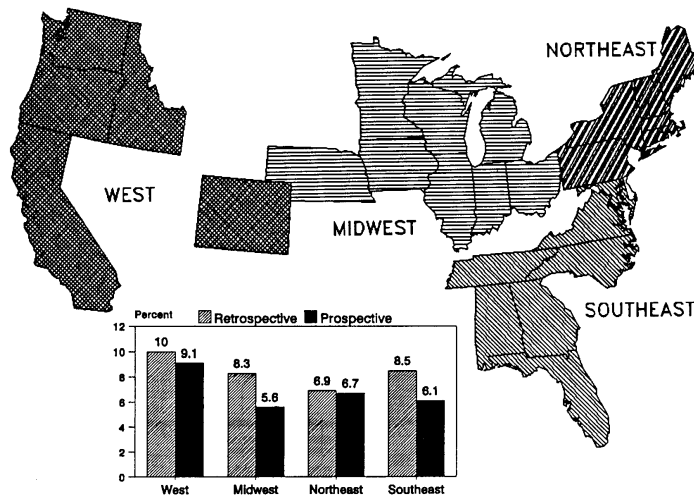 NORTHEAST
WEST
MIDWEST
SOUTHEAST
Percent
Retrospective Prospective
12
10
8
6
4
2
0
10
9.1
8.3
5.6
6.9
6.7
8.5
6.1
West Midwest Northeast Southeast